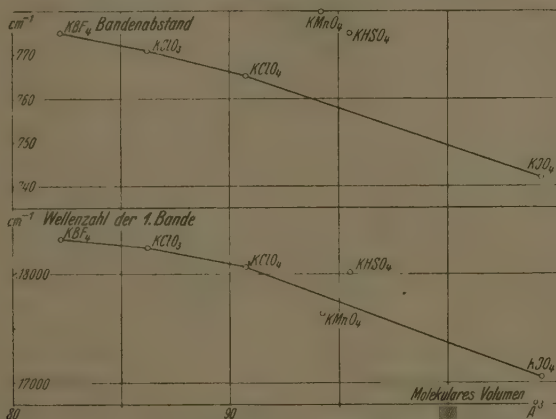 cm⁻¹ Bandenabstand
KBF₄
KClO₃
KClO₄
KMnO₄
KHSO₄
KJO₄
770
760
750
740
cm⁻¹ Wellenzahl der 1. Bande
KBF₄
KClO₃
KClO₄
KHSO₄
KMnO₄
KJO₄
18000
17000
Molekulares Volumen
80
90
Å³